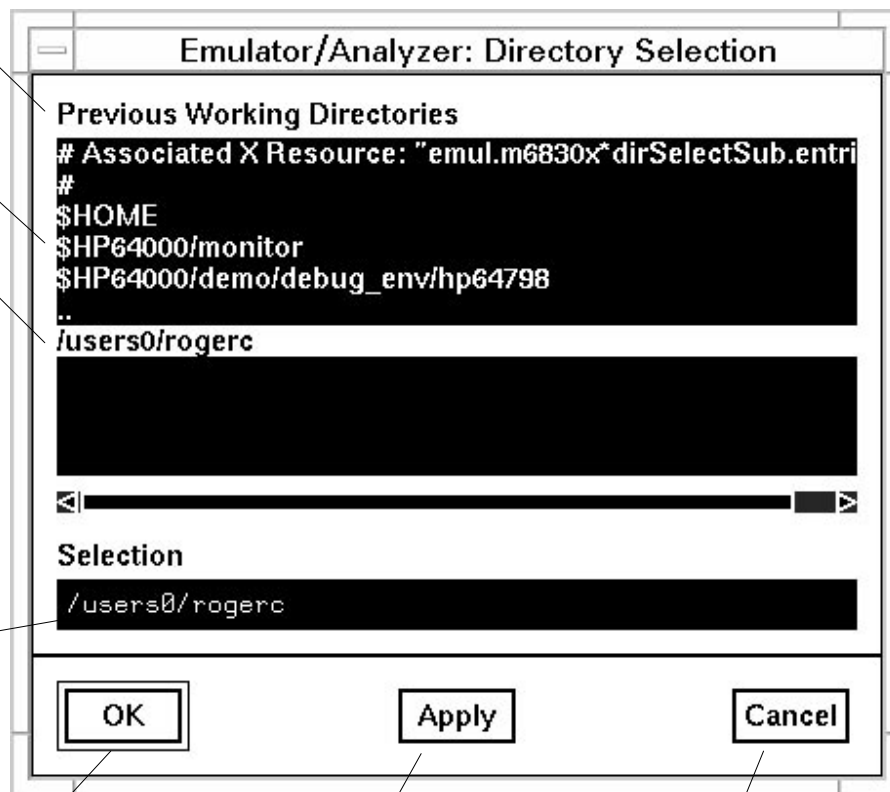 Emulator/Analyzer: Directory Selection
Previous Working Directories
# Associated X Resource: "emul.m6830x*dirSelectSub.entri
#
$HOME
$HP64000/monitor
$HP64000/demo/debug_env/hp64798
..
/users0/rogerc
Selection
/users0/rogerc
OK Apply Cancel